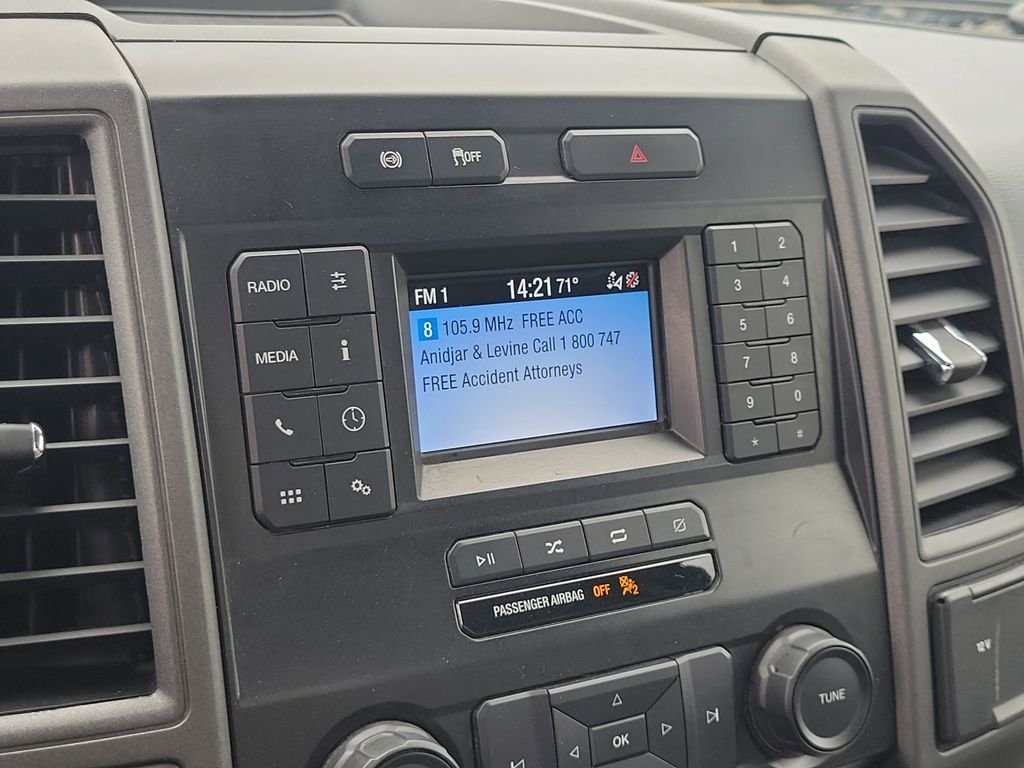 OFF
RADIO
MEDIA
FM 1 14:21 71°
8 105.9 MHz FREE ACC
Anidjar & Levine Call 1 800 747
FREE Accident Attorneys
1 2
3 4
5 6
7 8
9 0
* #
PASSENGER AIRBAG OFF 2
OK
TUNE
12V